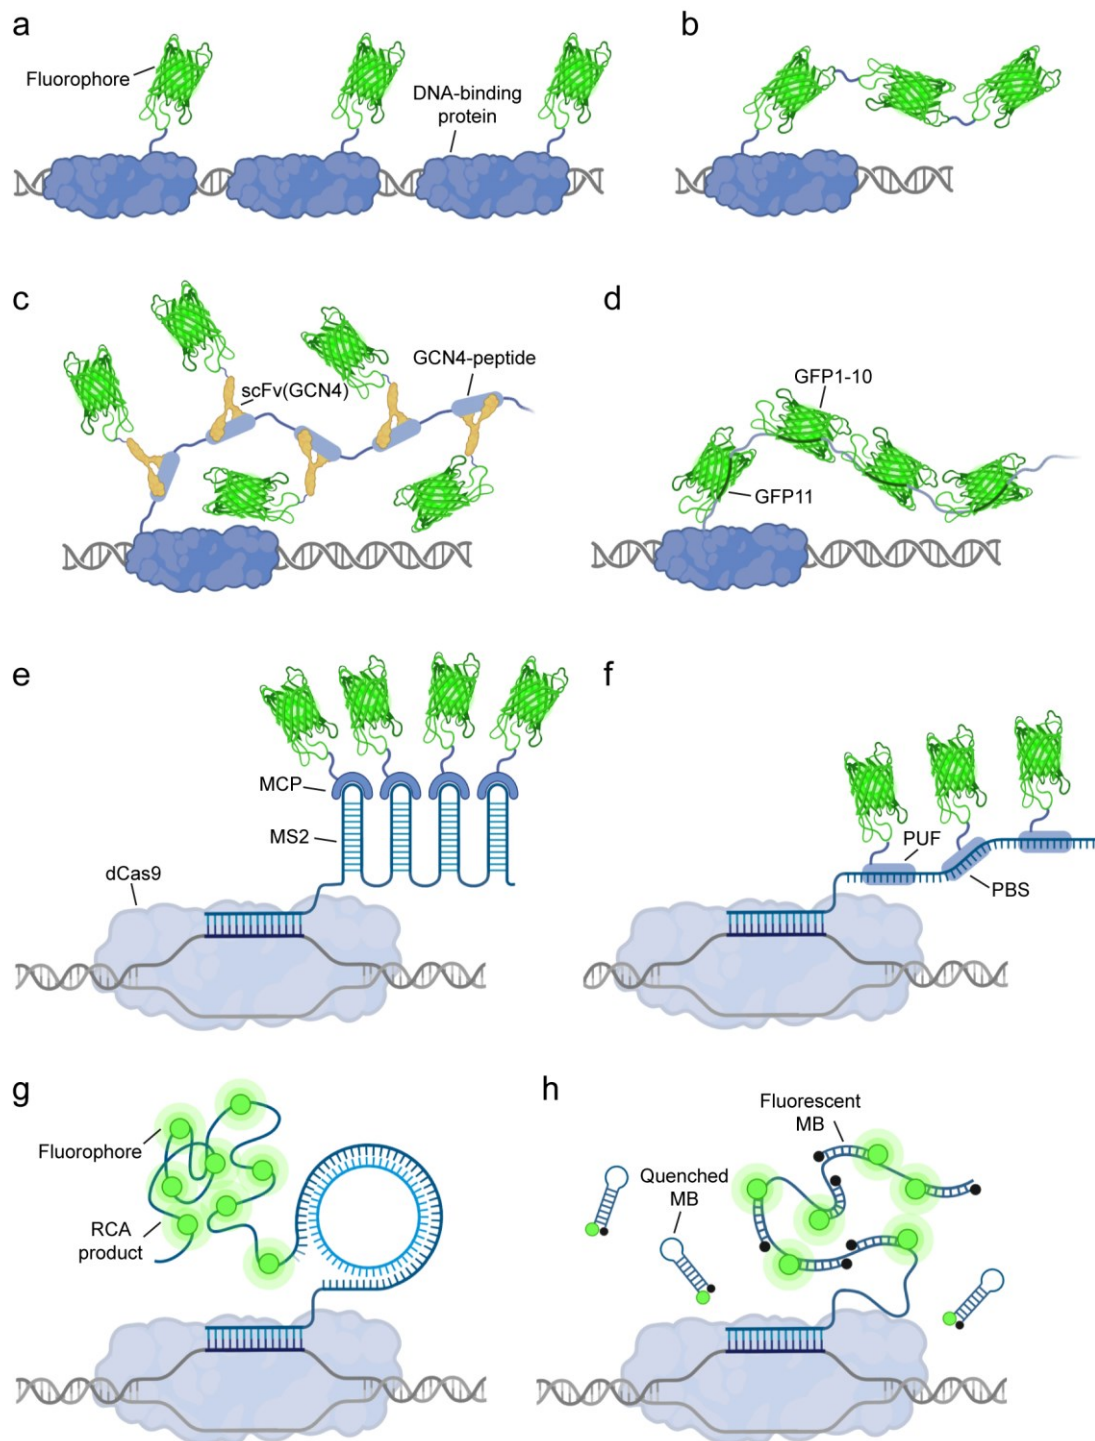 a
b
Fluorophore
DNA-binding
protein
c
d
GCN4-peptide
scFv(GCN4)
GFP1-10
GFP11
e
f
MCP
MS2
dCas9
PUF
PBS
g
h
Fluorophore
RCA
product
Fluorescent
MB
Quenched
MB